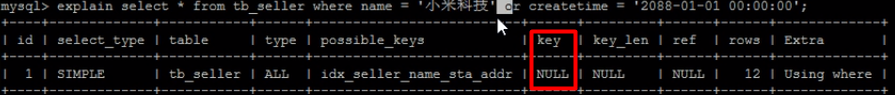 mysql> explain select * from tb_seller where name = '小米科技' or createtime = '2088-01-01 00:00:00';
| id | select_type | table | type | possible_keys | key | key_len | ref | rows | Extra |
| 1 | SIMPLE | tb_seller | ALL | idx_seller_name_sta_addr | NULL | NULL | NULL | 12 | Using where |